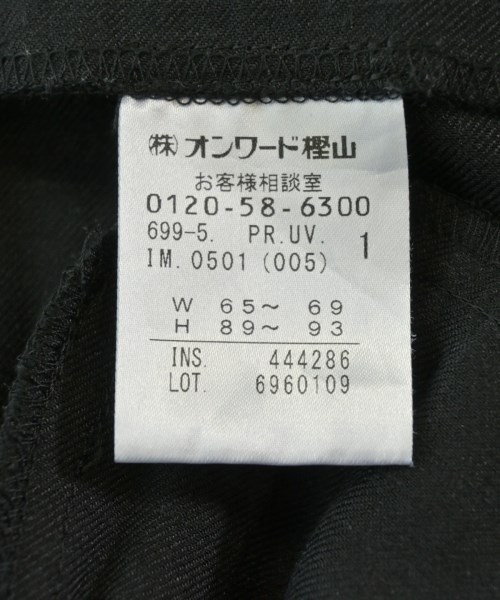 ㈱オンワード樫山
お客様相談室
0120-58-6300
699-5. PR.UV. 1
IM.0501(005)
W 65〜 69
H 89〜 93
INS. 444286
LOT. 6960109